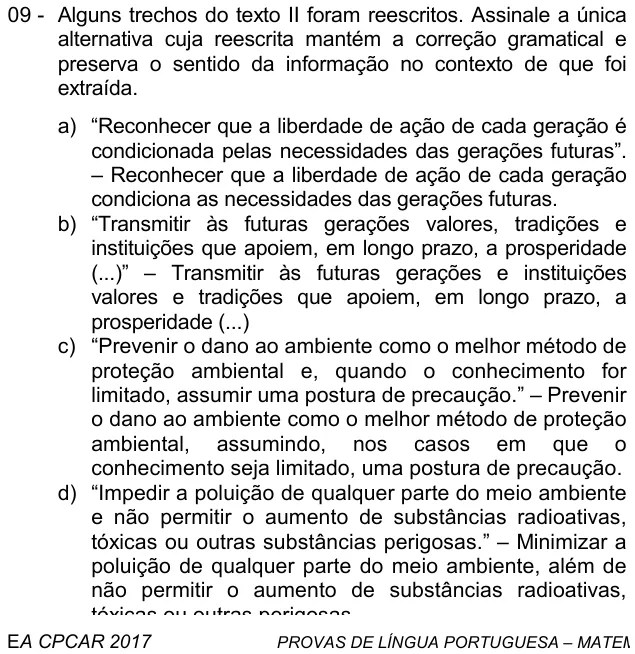 09 - Alguns trechos do texto II foram reescritos. Assinale a única
alternativa cuja reescrita mantém a correção gramatical e
preserva o sentido da informação no contexto de que foi
extraída.
a) “Reconhecer que a liberdade de ação de cada geração é
condicionada pelas necessidades das gerações futuras”.
– Reconhecer que a liberdade de ação de cada geração
condiciona as necessidades das gerações futuras.
b) “Transmitir às futuras gerações valores, tradições e
instituições que apoiem, em longo prazo, a prosperidade
(...)” – Transmitir às futuras gerações e instituições
valores e tradições que apoiem, em longo prazo, a
prosperidade (...)
c) “Prevenir o dano ao ambiente como o melhor método de
proteção ambiental e, quando o conhecimento for
limitado, assumir uma postura de precaução.” – Prevenir
o dano ao ambiente como o melhor método de proteção
ambiental, assumindo, nos casos em que o
conhecimento seja limitado, uma postura de precaução.
d) “Impedir a poluição de qualquer parte do meio ambiente
e não permitir o aumento de substâncias radioativas,
tóxicas ou outras substâncias perigosas.” – Minimizar a
poluição de qualquer parte do meio ambiente, além de
não permitir o aumento de substâncias radioativas,
tóxicas ou outras perigosas
EA CPCAR 2017 PROVAS DE LÍNGUA PORTUGUESA – MATEM